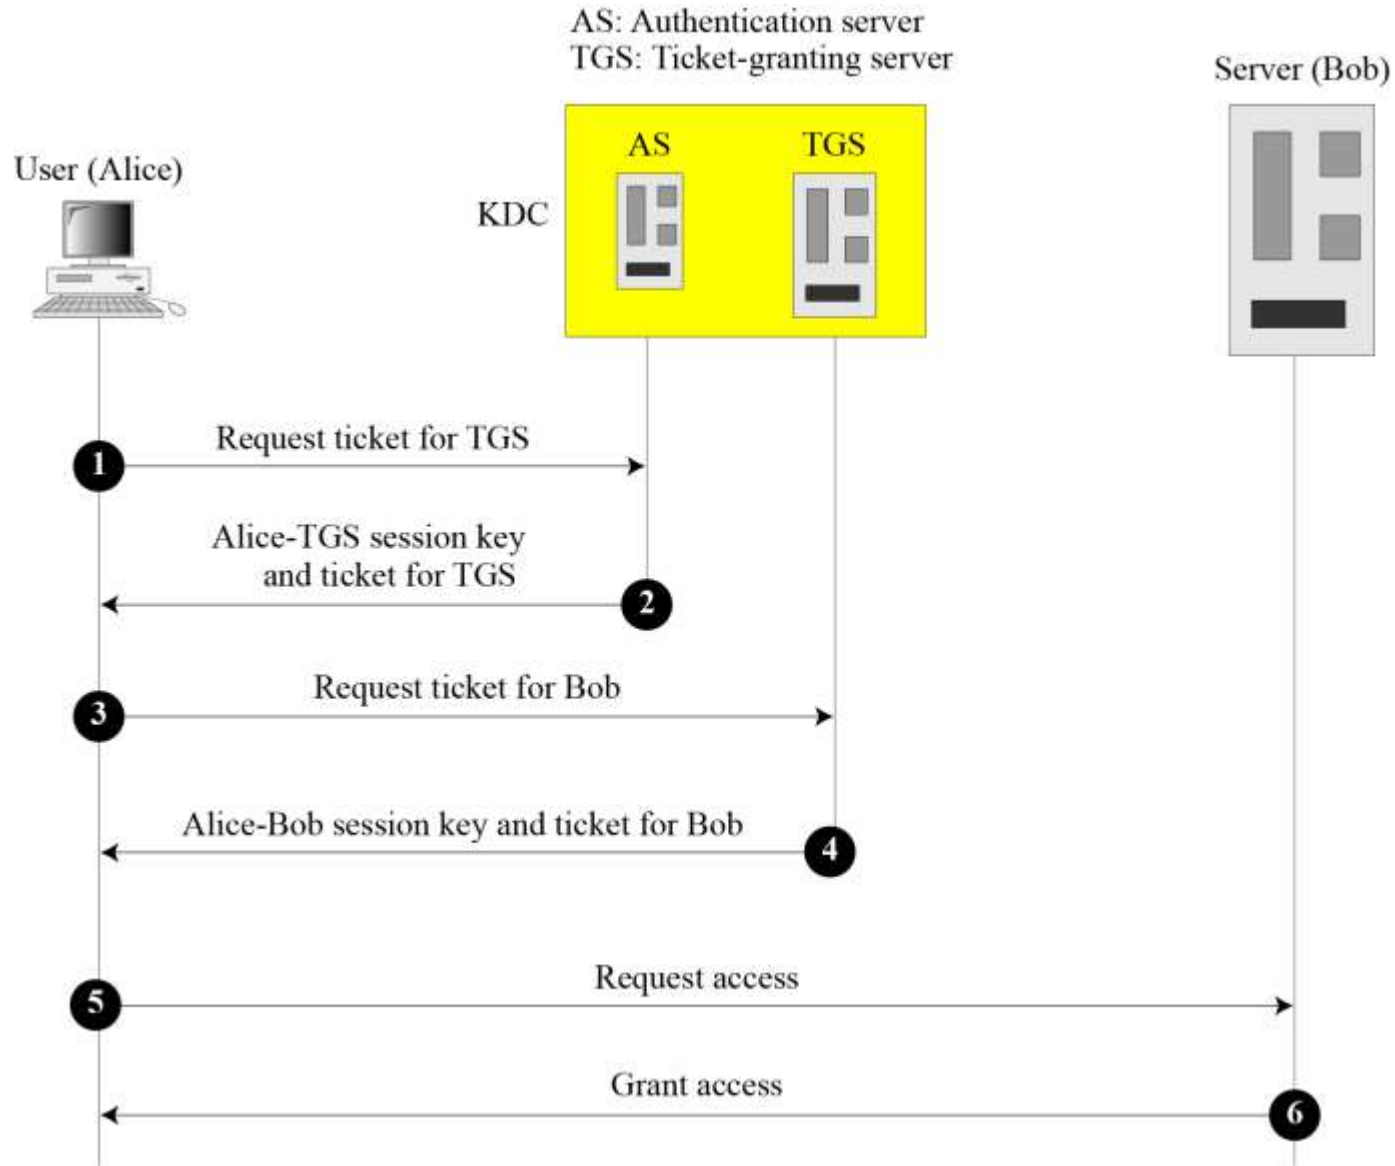 AS: Authentication server
TGS: Ticket-granting server
Server (Bob)
User (Alice)
KDC
AS
TGS
1
Request ticket for TGS
Alice-TGS session key
and ticket for TGS
2
3
Request ticket for Bob
Alice-Bob session key and ticket for Bob
4
5
Request access
Grant access
6